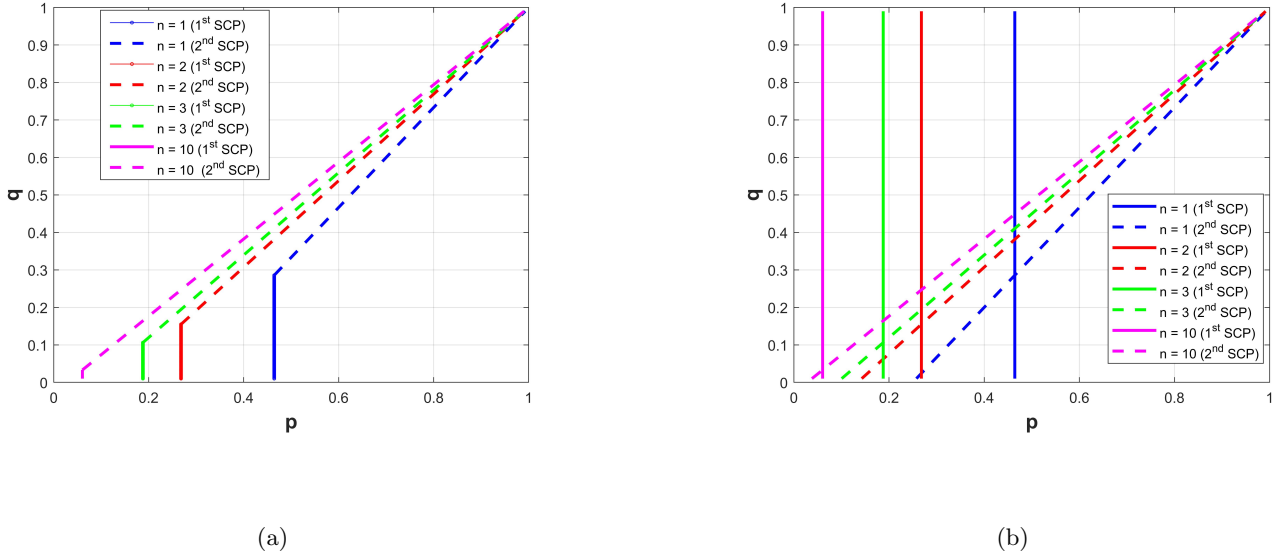 1
0.9
0.8
0.7
0.6
0.5
0.4
0.3
0.2
0.1
0
q
n = 1 (1st SCP)
n = 1 (2nd SCP)
n = 2 (1st SCP)
n = 2 (2nd SCP)
n = 3 (1st SCP)
n = 3 (2nd SCP)
n = 10 (1st SCP)
n = 10 (2nd SCP)
0 0.2 0.4 0.6 0.8 1
p
(a)
1
0.9
0.8
0.7
0.6
0.5
0.4
0.3
0.2
0.1
0
q
n = 1 (1st SCP)
n = 1 (2nd SCP)
n = 2 (1st SCP)
n = 2 (2nd SCP)
n = 3 (1st SCP)
n = 3 (2nd SCP)
n = 10 (1st SCP)
n = 10 (2nd SCP)
0 0.2 0.4 0.6 0.8 1
p
(b)